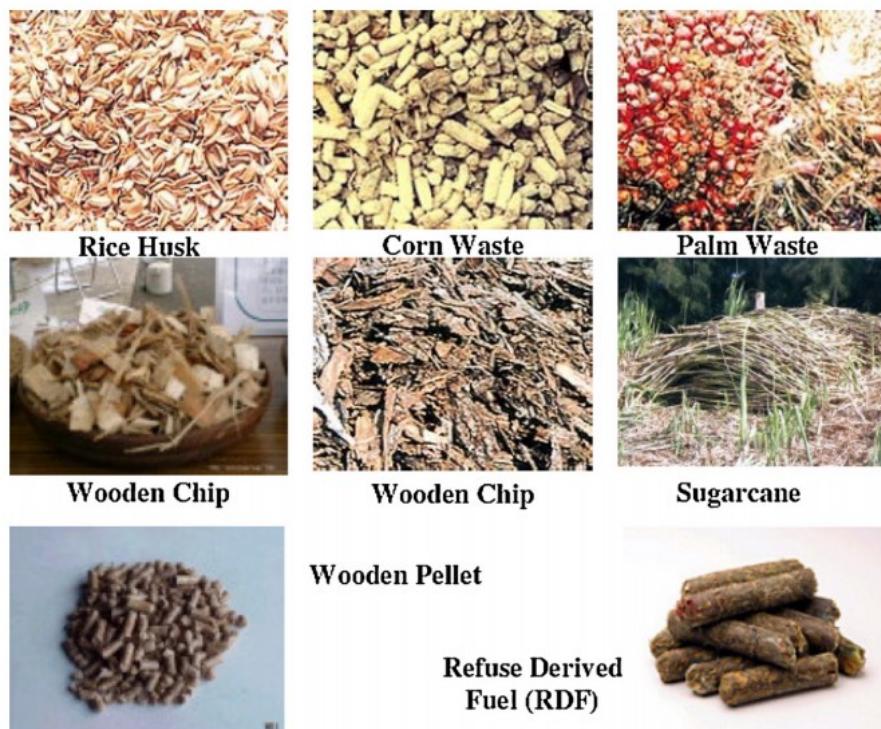 Rice Husk
Corn Waste
Palm Waste
Wooden Chip
Wooden Chip
Sugarcane
Wooden Pellet
Refuse Derived
Fuel (RDF)